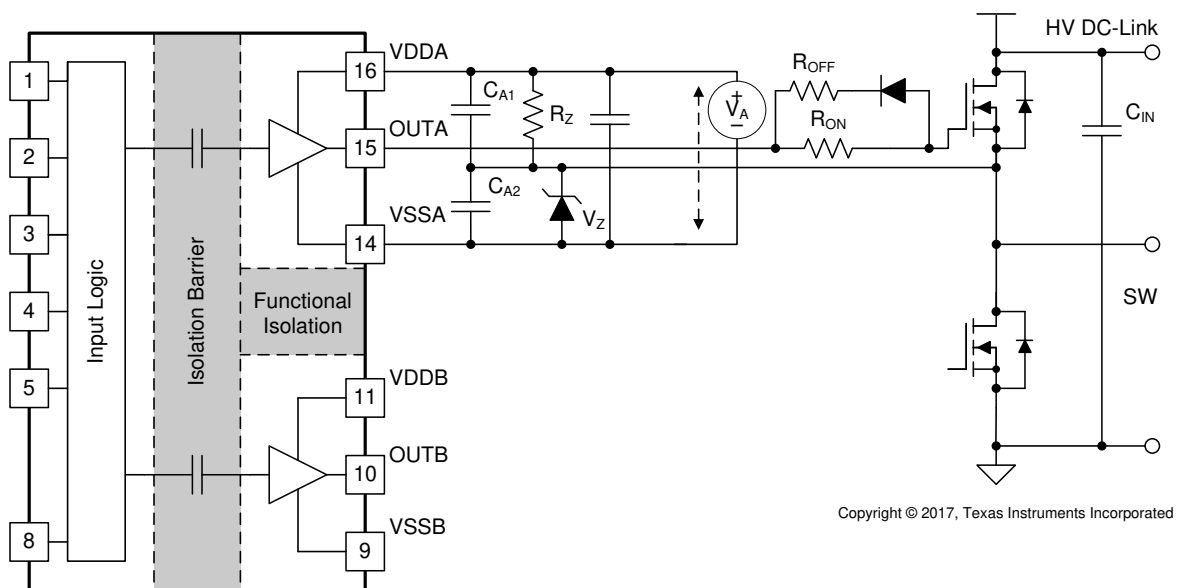 1
2
3
4
5
8
Input Logic
Isolation Barrier
Functional
Isolation
16
VDDA
15
OUTA
14
VSSA
11
VDDB
10
OUTB
9
VSSB
CA1
RZ
CA2
VZ
+
VA
−
ROFF
RON
HV DC-Link
CIN
SW
Copyright © 2017, Texas Instruments Incorporated